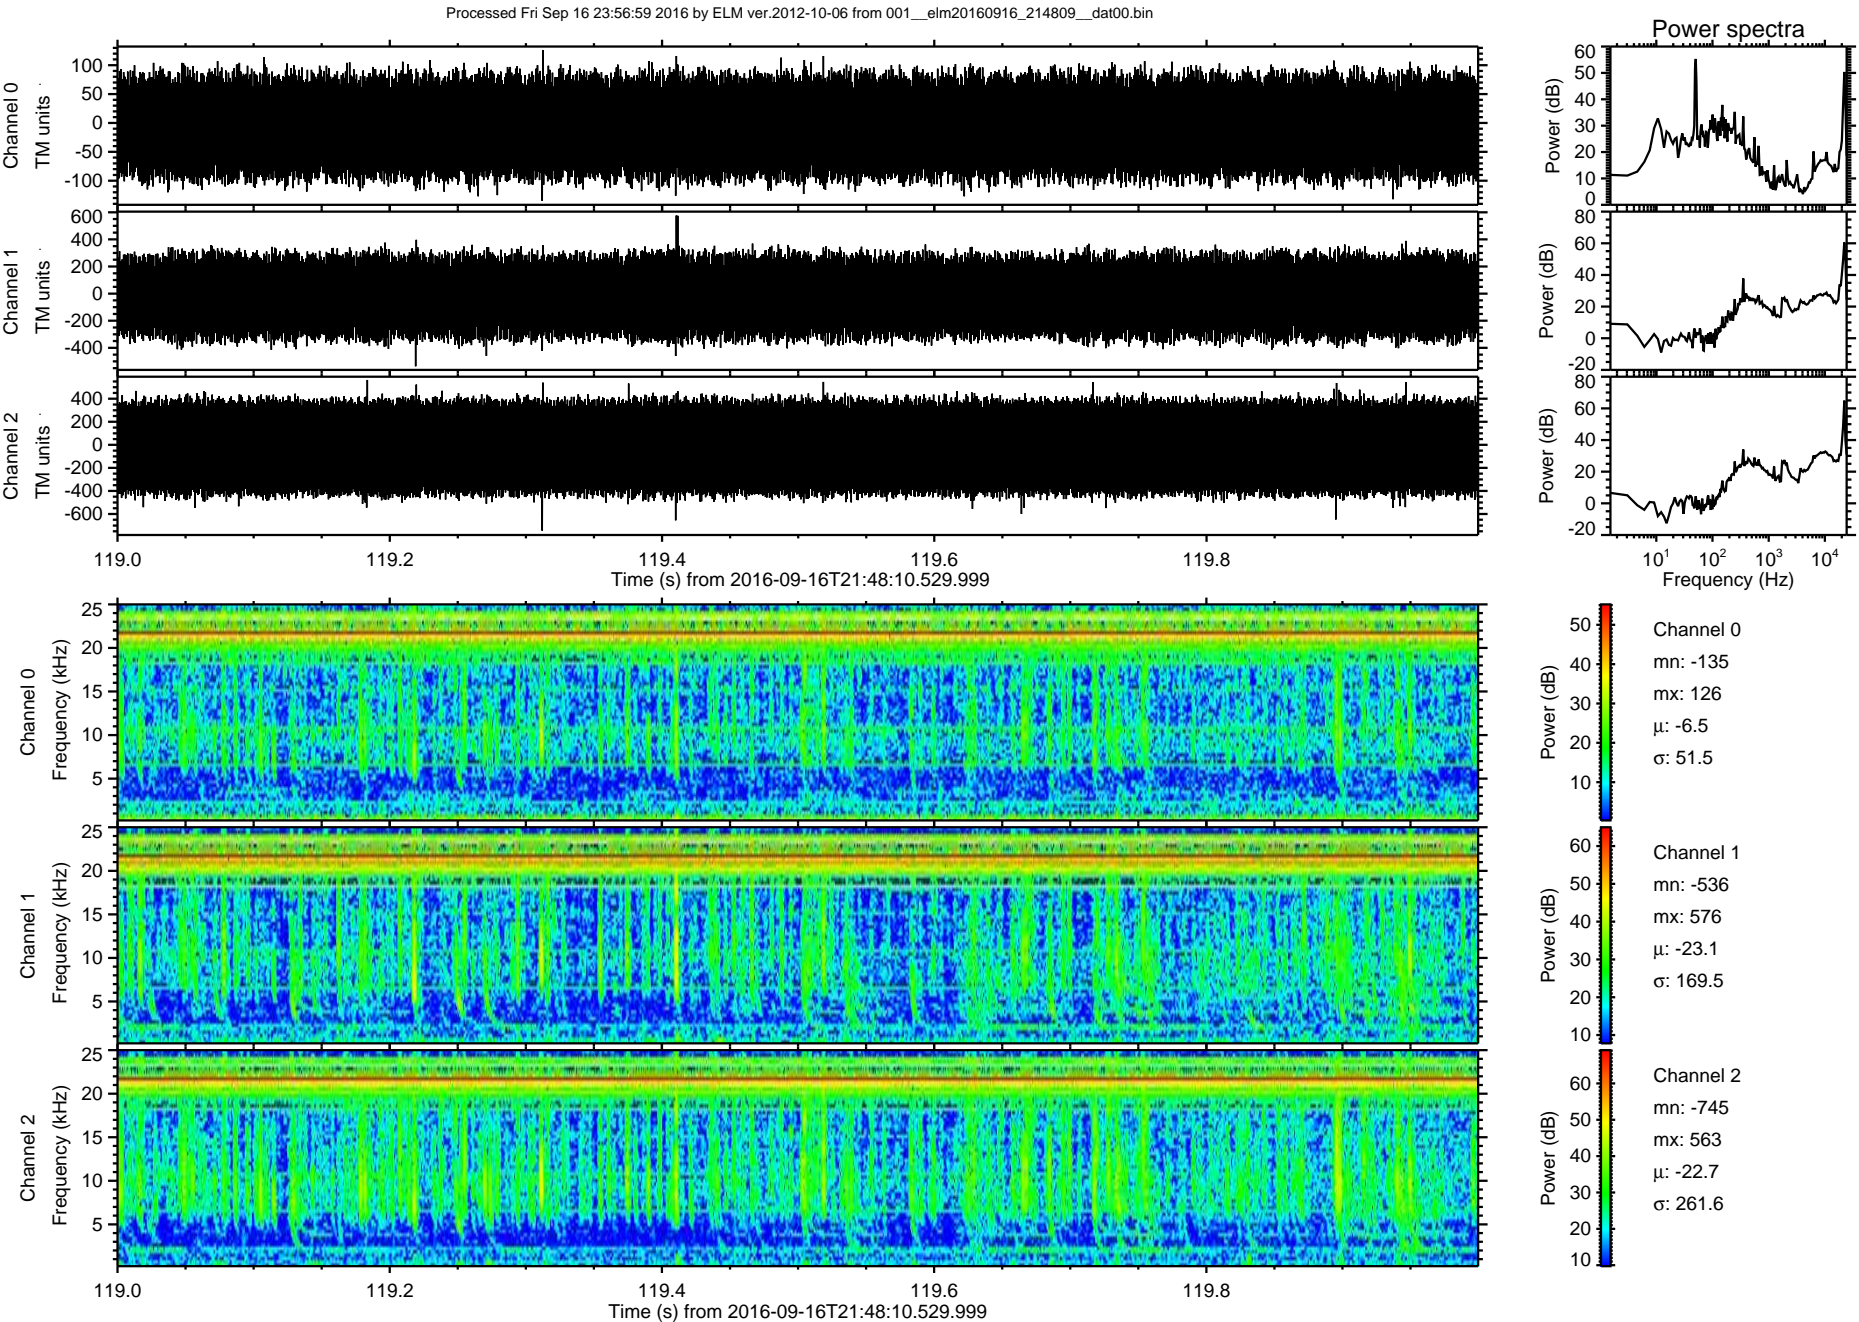 Processed Fri Sep 16 23:56:59 2016 by ELM ver.2012-10-06 from 001__elm20160916_214809__dat00.bin
Power spectra
Channel 0
TM units
100
50
0
-50
-100
Power (dB)
60
50
40
30
20
10
0
Channel 1
TM units
600
400
200
0
-200
-400
Power (dB)
80
60
40
20
0
-20
Channel 2
TM units
400
200
0
-200
-400
-600
Power (dB)
80
60
40
20
0
-20
119.0 119.2 119.4 119.6 119.8
Time (s) from 2016-09-16T21:48:10.529.999
10¹ 10² 10³ 10⁴
Frequency (Hz)
Channel 0
Frequency (kHz)
25
20
15
10
5
Power (dB)
50
40
30
20
10
Channel 0
mn: -135
mx: 126
µ: -6.5
σ: 51.5
Channel 1
Frequency (kHz)
25
20
15
10
5
Power (dB)
60
50
40
30
20
10
Channel 1
mn: -536
mx: 576
µ: -23.1
σ: 169.5
Channel 2
Frequency (kHz)
25
20
15
10
5
Power (dB)
60
50
40
30
20
10
Channel 2
mn: -745
mx: 563
µ: -22.7
σ: 261.6
119.0 119.2 119.4 119.6 119.8
Time (s) from 2016-09-16T21:48:10.529.999